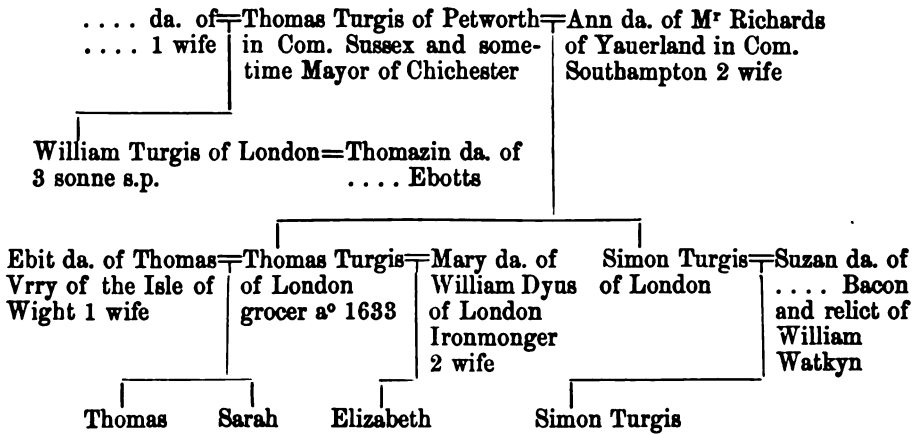 .... da. of
.... 1 wife
Thomas Turgis of Petworth
in Com. Sussex and some-
time Mayor of Chichester
Ann da. of Mʳ Richards
of Yauerland in Com.
Southampton 2 wife
William Turgis of London=Thomazin da. of
3 sonne s.p.
.... Ebotts
Ebit da. of Thomas
Vrry of the Isle of
Wight 1 wife
Thomas Turgis
of London
grocer aº 1633
Mary da. of
William Dyus
of London
Ironmonger
2 wife
Simon Turgis
of London
Suzan da. of
.... Bacon
and relict of
William
Watkyn
Thomas
Sarah
Elizabeth
Simon Turgis